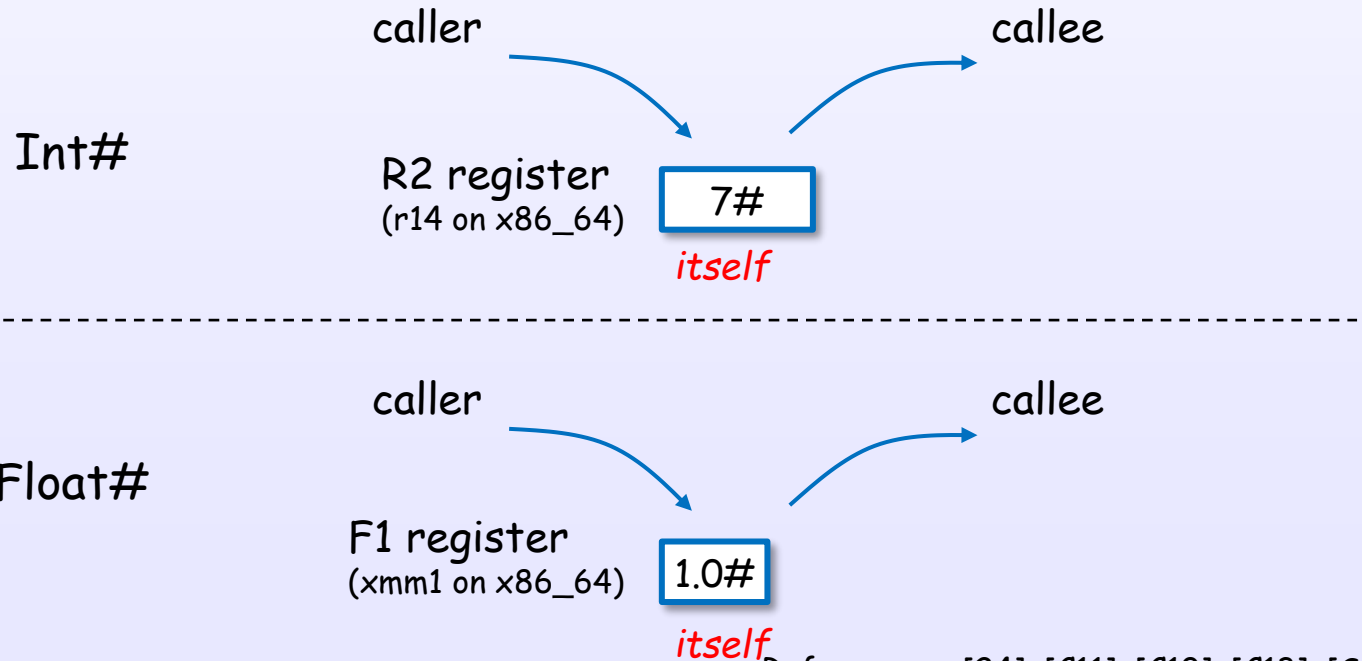 caller callee
Int#
R2 register
(r14 on x86_64)
7#
itself
caller callee
Float#
F1 register
(xmm1 on x86_64)
1.0#
itself